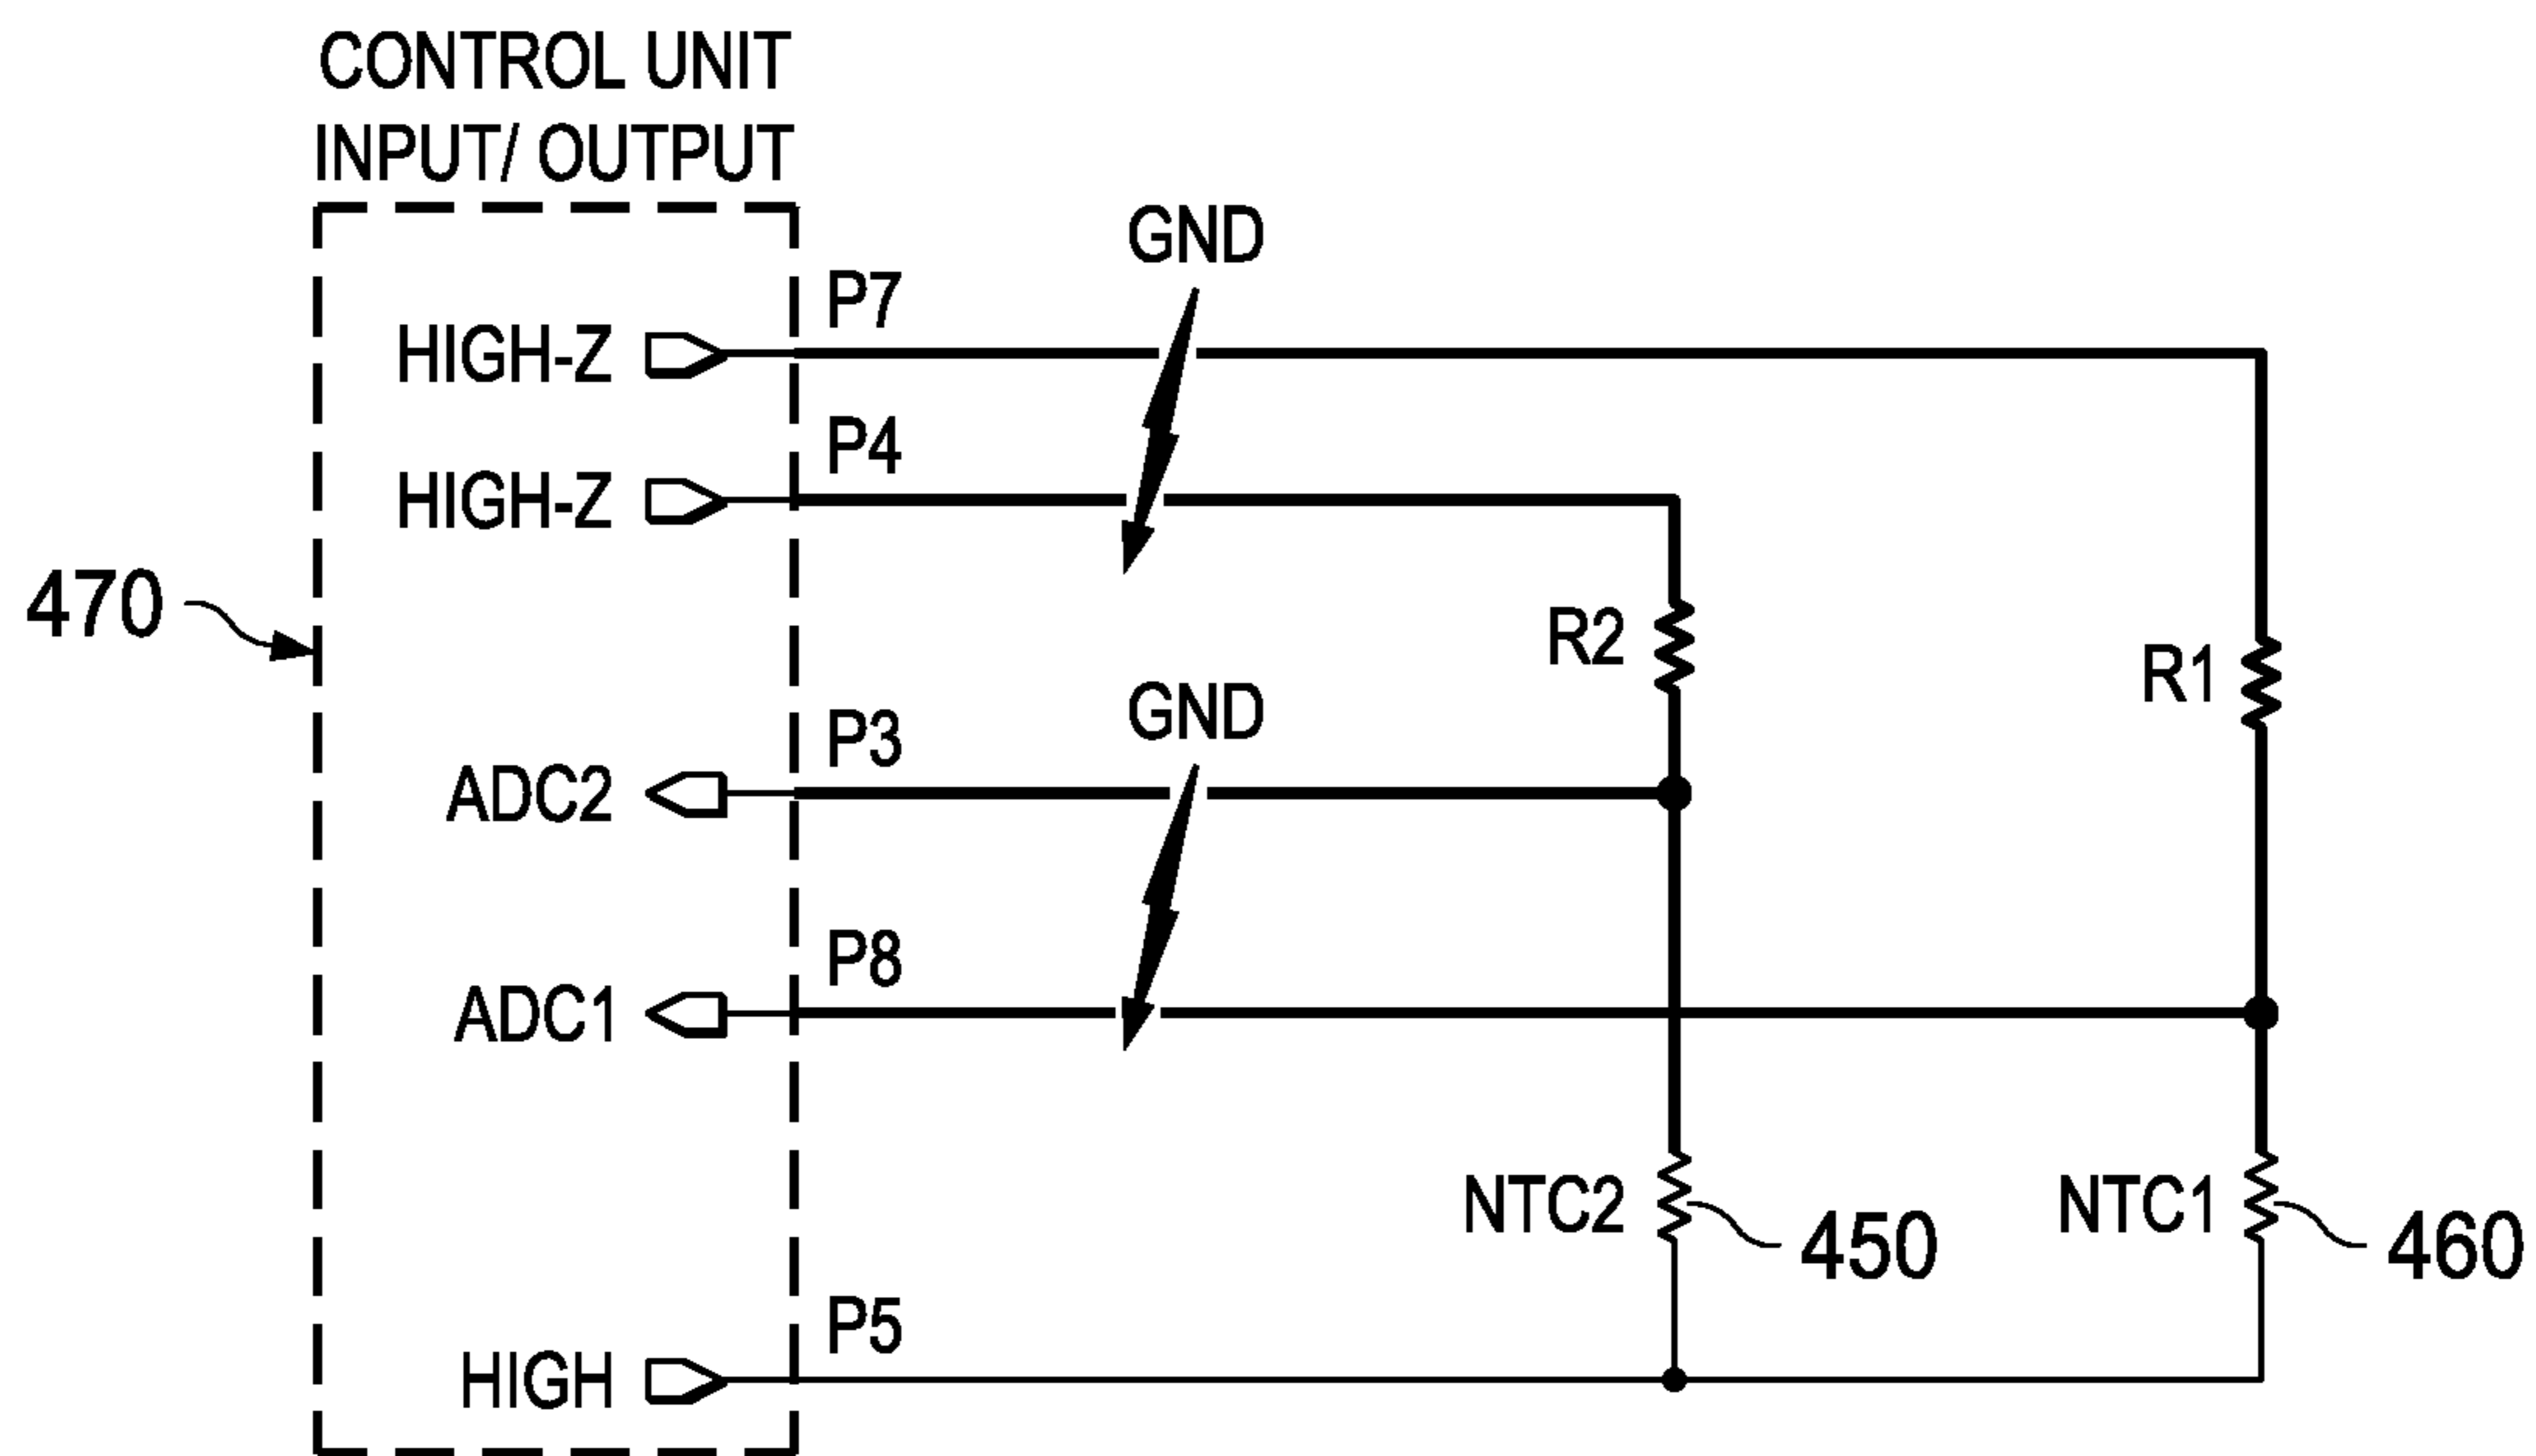 CONTROL UNIT
INPUT/ OUTPUT
GND
P7
HIGH-Z
P4
HIGH-Z
470
R2
R1
GND
P3
ADC2
P8
ADC1
NTC2
450
NTC1
460
P5
HIGH